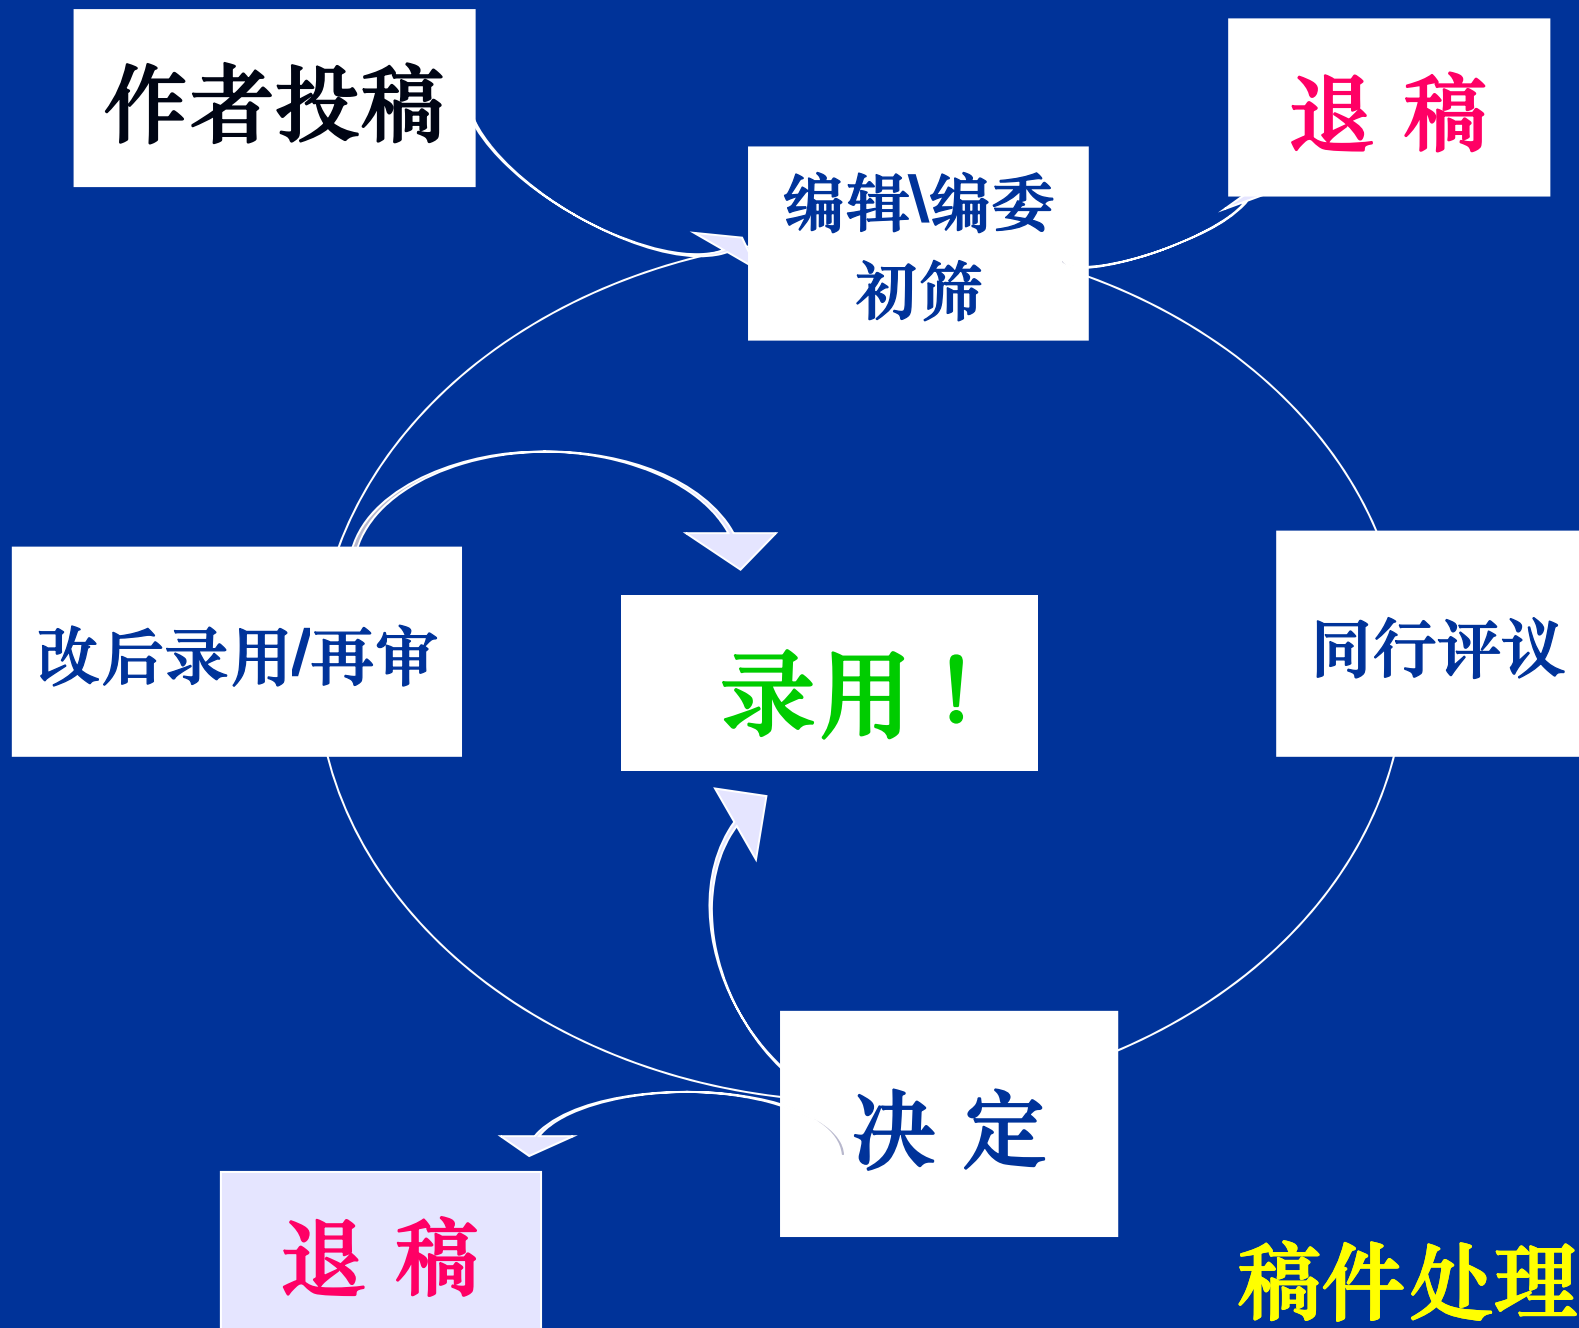 作者投稿
退 稿
编辑\编委
初筛
改后录用/再审
录用！
同行评议
决 定
退 稿
稿件处理